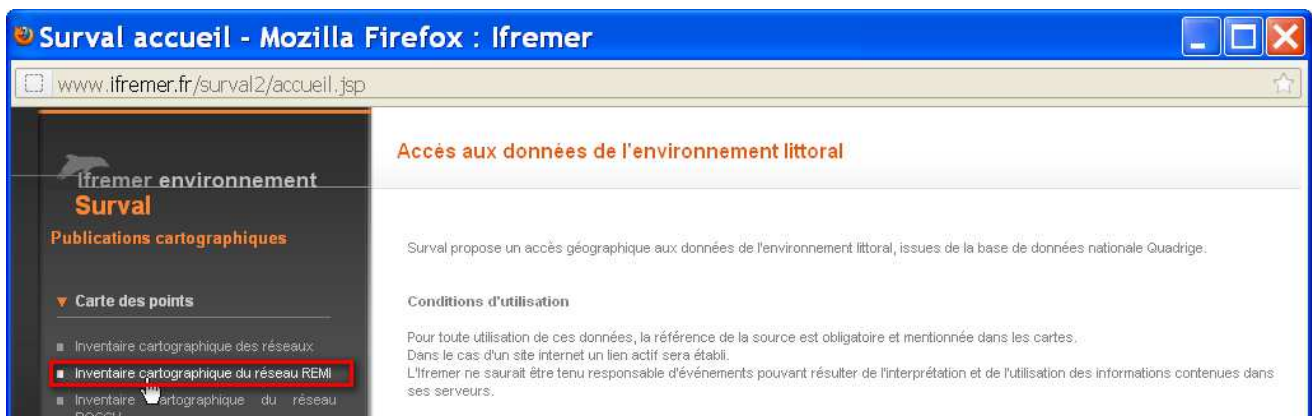 Surval accueil - Mozilla Firefox : Ifremer
www.ifremer.fr/surval2/accueil.jsp
Ifremer environnement
Surval
Publications cartographiques
Carte des points
Inventaire cartographique des réseaux
Inventaire cartographique du réseau REMI
Inventaire cartographique du réseau
Accès aux données de l'environnement littoral
Surval propose un accès géographique aux données de l'environnement littoral, issues de la base de données nationale Quadrige.
Conditions d'utilisation
Pour toute utilisation de ces données, la référence de la source est obligatoire et mentionnée dans les cartes.
Dans le cas d'un site internet un lien actif sera établi.
L'Ifremer ne saurait être tenu responsable d'événements pouvant résulter de l'interprétation et de l'utilisation des informations contenues dans
ses serveurs.